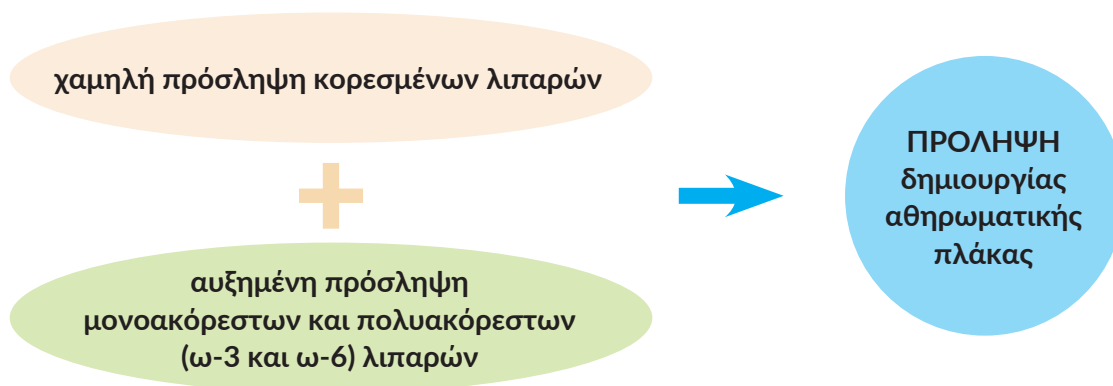 χαμηλή πρόσληψη κορεσμένων λιπαρών
+
αυξημένη πρόσληψη
μονοακόρεστων και πολυακόρεστων
(ω-3 και ω-6) λιπαρών
ΠΡΟΛΗΨΗ
δημιουργίας
αθηρωματικής
πλάκας